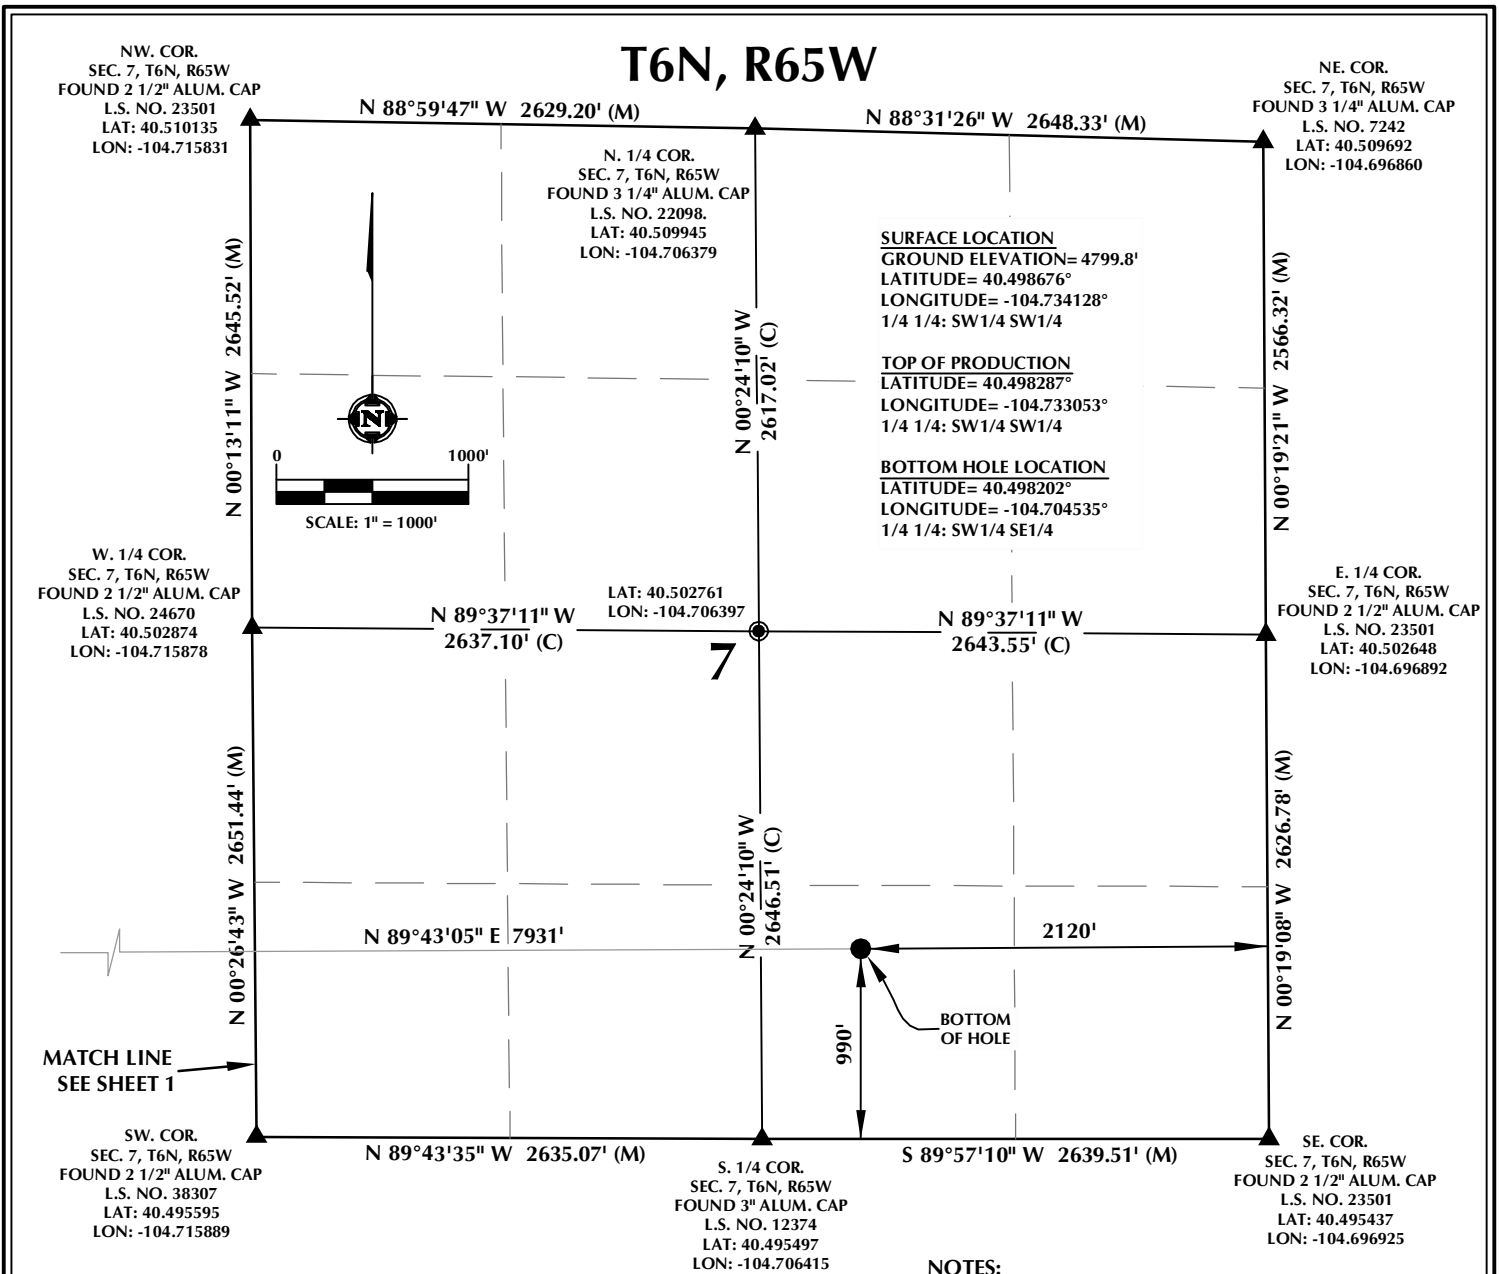 T6N, R65W
NW. COR.
SEC. 7, T6N, R65W
FOUND 2 1/2" ALUM. CAP
L.S. NO. 23501
LAT: 40.510135
LON: -104.715831
N 88°59'47" W 2629.20' (M)
N 88°31'26" W 2648.33' (M)
NE. COR.
SEC. 7, T6N, R65W
FOUND 3 1/4" ALUM. CAP
L.S. NO. 7242
LAT: 40.509692
LON: -104.696860
N. 1/4 COR.
SEC. 7, T6N, R65W
FOUND 3 1/4" ALUM. CAP
L.S. NO. 22098.
LAT: 40.509945
LON: -104.706379
SURFACE LOCATION
GROUND ELEVATION= 4799.8'
LATITUDE= 40.498676°
LONGITUDE= -104.734128°
1/4 1/4: SW1/4 SW1/4
TOP OF PRODUCTION
LATITUDE= 40.498287°
LONGITUDE= -104.733053°
1/4 1/4: SW1/4 SW1/4
BOTTOM HOLE LOCATION
LATITUDE= 40.498202°
LONGITUDE= -104.704535°
1/4 1/4: SW1/4 SE1/4
N 00°13'11" W 2645.52' (M)
N 00°24'10" W
2617.02' (C)
N 00°19'21" W 2566.32' (M)
N
0 1000'
SCALE: 1" = 1000'
W. 1/4 COR.
SEC. 7, T6N, R65W
FOUND 2 1/2" ALUM. CAP
L.S. NO. 24670
LAT: 40.502874
LON: -104.715878
N 89°37'11" W
2637.10' (C)
LAT: 40.502761
LON: -104.706397
7
N 89°37'11" W
2643.55' (C)
E. 1/4 COR.
SEC. 7, T6N, R65W
FOUND 2 1/2" ALUM. CAP
L.S. NO. 23501
LAT: 40.502648
LON: -104.696892
N 00°26'43" W 2651.44' (M)
N 00°24'10" W
2646.51' (C)
N 00°19'08" W 2626.78' (M)
N 89°43'05" E 7931'
2120'
990'
BOTTOM
OF HOLE
MATCH LINE
SEE SHEET 1
SW. COR.
SEC. 7, T6N, R65W
FOUND 2 1/2" ALUM. CAP
L.S. NO. 38307
LAT: 40.495595
LON: -104.715889
N 89°43'35" W 2635.07' (M)
S. 1/4 COR.
SEC. 7, T6N, R65W
FOUND 3" ALUM. CAP
L.S. NO. 12374
LAT: 40.495497
LON: -104.706415
S 89°57'10" W 2639.51' (M)
SE. COR.
SEC. 7, T6N, R65W
FOUND 2 1/2" ALUM. CAP
L.S. NO. 23501
LAT: 40.495437
LON: -104.696925
NOTES: